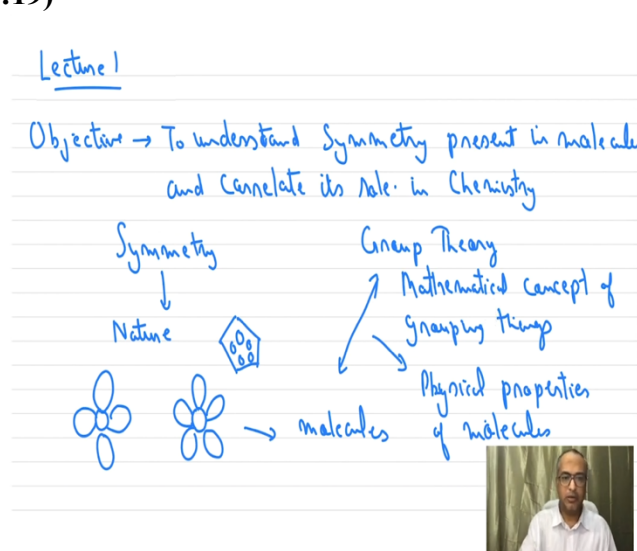 Lecture 1
Objective → To understand Symmetry present in molecule
and Correlate its role. in Chemistry
Symmetry
Group Theory
Mathematical concept of
grouping things
Nature
Physical properties
of molecules
→ molecules